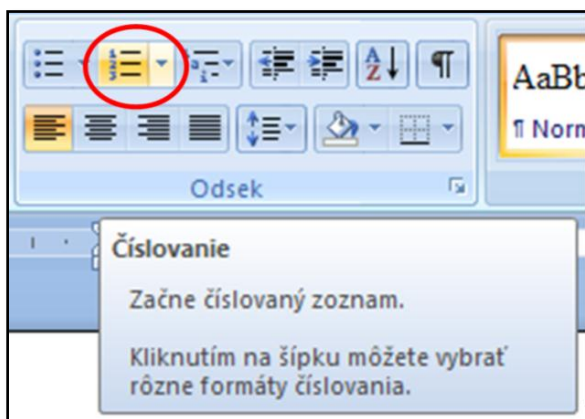 AaBb
¶ Norm
Odsek
Číslovanie
Začne číslovaný zoznam.
Kliknutím na šípku môžete vybrať
rôzne formáty číslovania.